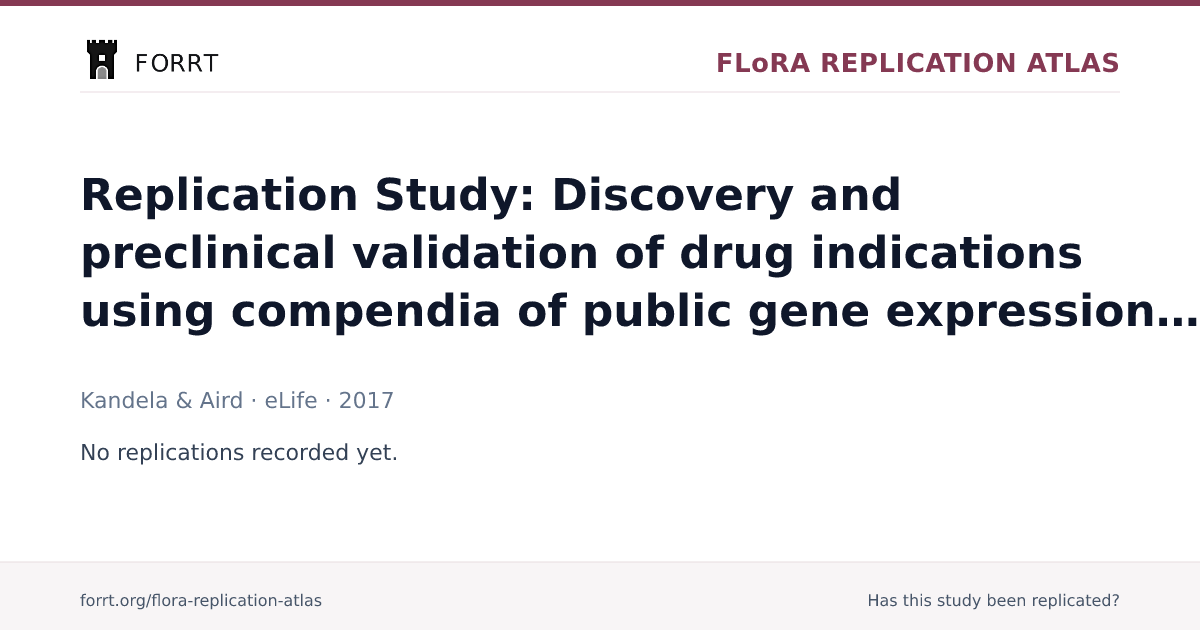 FORRT
FLoRA REPLICATION ATLAS
Replication Study: Discovery and
preclinical validation of drug indications
using compendia of public gene expression…
Kandela & Aird · eLife · 2017
No replications recorded yet.
forrt.org/flora-replication-atlas
Has this study been replicated?